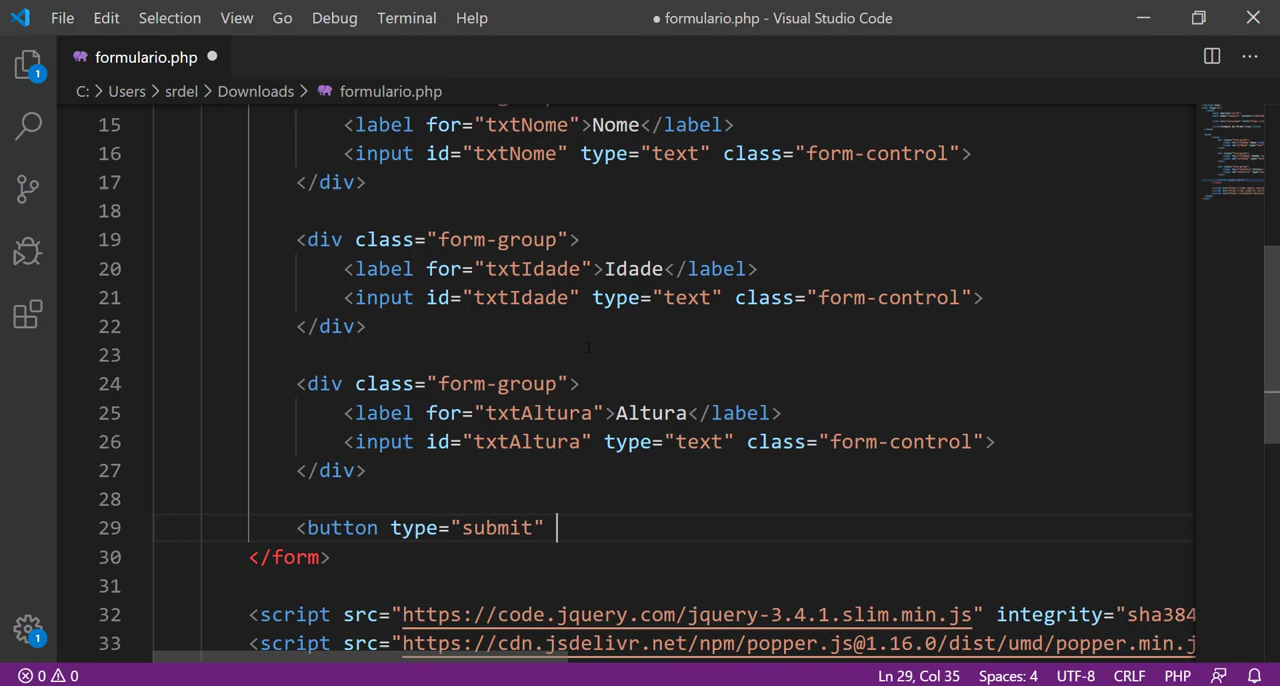 File Edit Selection View Go Debug Terminal Help ● formulario.php - Visual Studio Code
formulario.php ●
C: > Users > srdel > Downloads > formulario.php
15 <label for="txtNome">Nome</label>
16 <input id="txtNome" type="text" class="form-control">
17 </div>
18
19 <div class="form-group">
20 <label for="txtIdade">Idade</label>
21 <input id="txtIdade" type="text" class="form-control">
22 </div>
23
24 <div class="form-group">
25 <label for="txtAltura">Altura</label>
26 <input id="txtAltura" type="text" class="form-control">
27 </div>
28
29 <button type="submit"
30 </form>
31
32 <script src="https://code.jquery.com/jquery-3.4.1.slim.min.js" integrity="sha384
33 <script src="https://cdn.jsdelivr.net/npm/popper.js@1.16.0/dist/umd/popper.min.j
1
1
0 0 Ln 29, Col 35 Spaces: 4 UTF-8 CRLF PHP